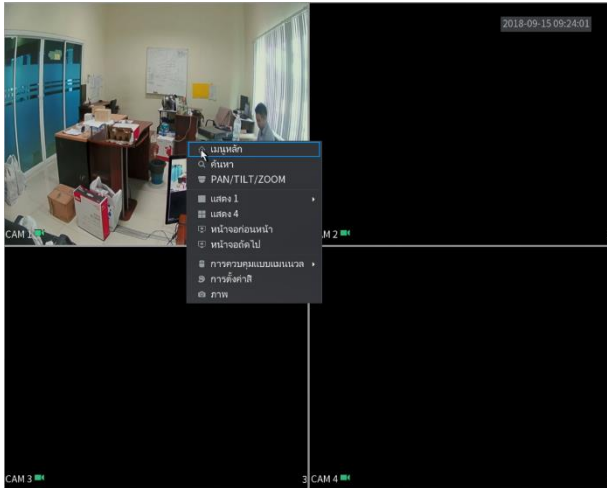 2018-09-15 09:24:01
เมนูหลัก
ค้นหา
PAN/TILT/ZOOM
แสดง 1
แสดง 4
CAM 1
หน้าจอก่อนหน้า
M 2
หน้าจอถัดไป
การควบคุมแบบแมนนวล
การตั้งค่าสี
ภาพ
CAM 3
3
CAM 4